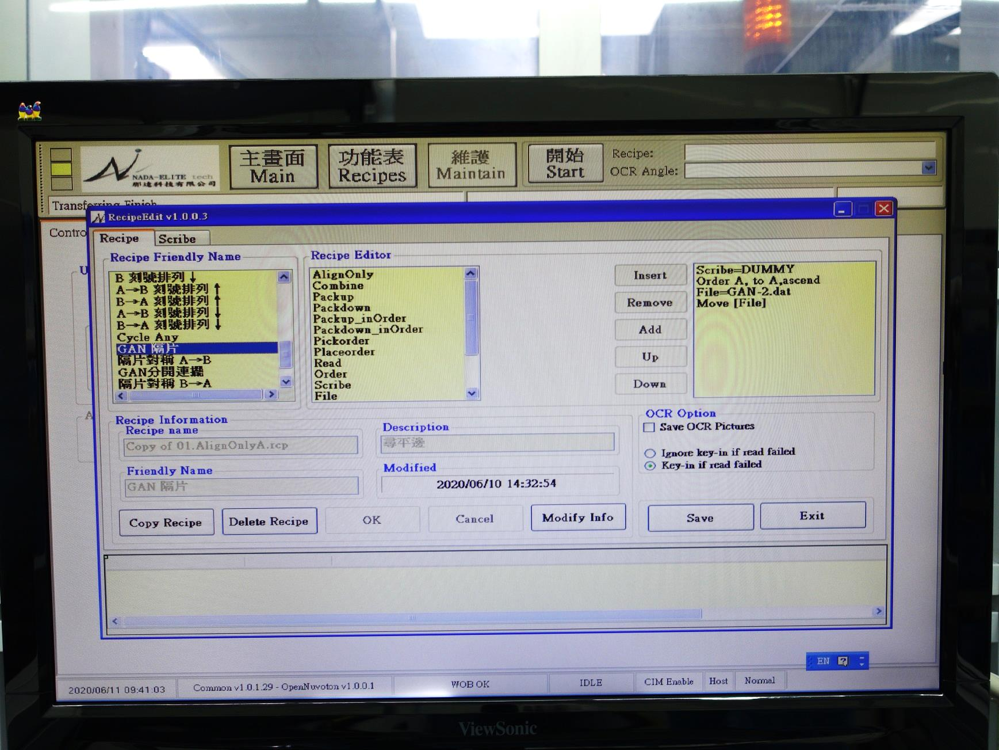 NADA-ELITE tech
那達科技有限公司
主畫面
Main
功能表
Recipes
維護
Maintain
開始
Start
Recipe:
OCR Angle:
Transferring Finish
Contro
RecipeEdit v1.0.0.3
Recipe
Scribe
Recipe Friendly Name
B 刻號排列↓
A→B 刻號排列↑
B→A 刻號排列↑
A→B 刻號排列↓
B→A 刻號排列↓
Cycle Any
GAN 隔片
隔片對稱 A→B
GAN分開連擺
隔片對稱 B→A
Recipe Editor
AlignOnly
Combine
Packup
Packdown
Packup_inOrder
Packdown_inOrder
Pickorder
Placeorder
Read
Order
Scribe
File
Insert
Remove
Add
Up
Down
Scribe=DUMMY
Order A, to A,ascend
File=GAN-2.dat
Move [File]
Recipe Information
Recipe name
Copy of 01.AlignOnlyA.rcp
Description
尋平邊
Friendly Name
GAN 隔片
Modified
2020/06/10 14:32:54
OCR Option
Save OCR Pictures
Ignore key-in if read failed
Key-in if read failed
Copy Recipe
Delete Recipe
OK
Cancel
Modify Info
Save
Exit
EN
2020/06/11 09:41:03
Common v1.0.1.29 - OpenNuvoton v1.0.0.1
WOB OK
IDLE
CIM Enable
Host
Normal
ViewSonic